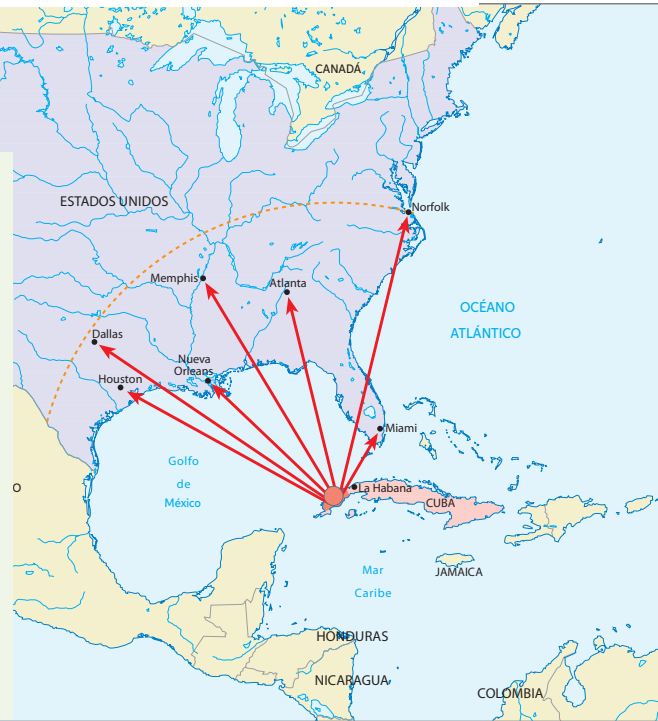 CANADÁ
ESTADOS UNIDOS
Norfolk
Memphis
Atlanta
OCÉANO
ATLÁNTICO
Dallas
Nueva
Orleans
Houston
Miami
Golfo
de
México
O
La Habana
CUBA
Mar
Caribe
JAMAICA
HONDURAS
NICARAGUA
COLOMBIA